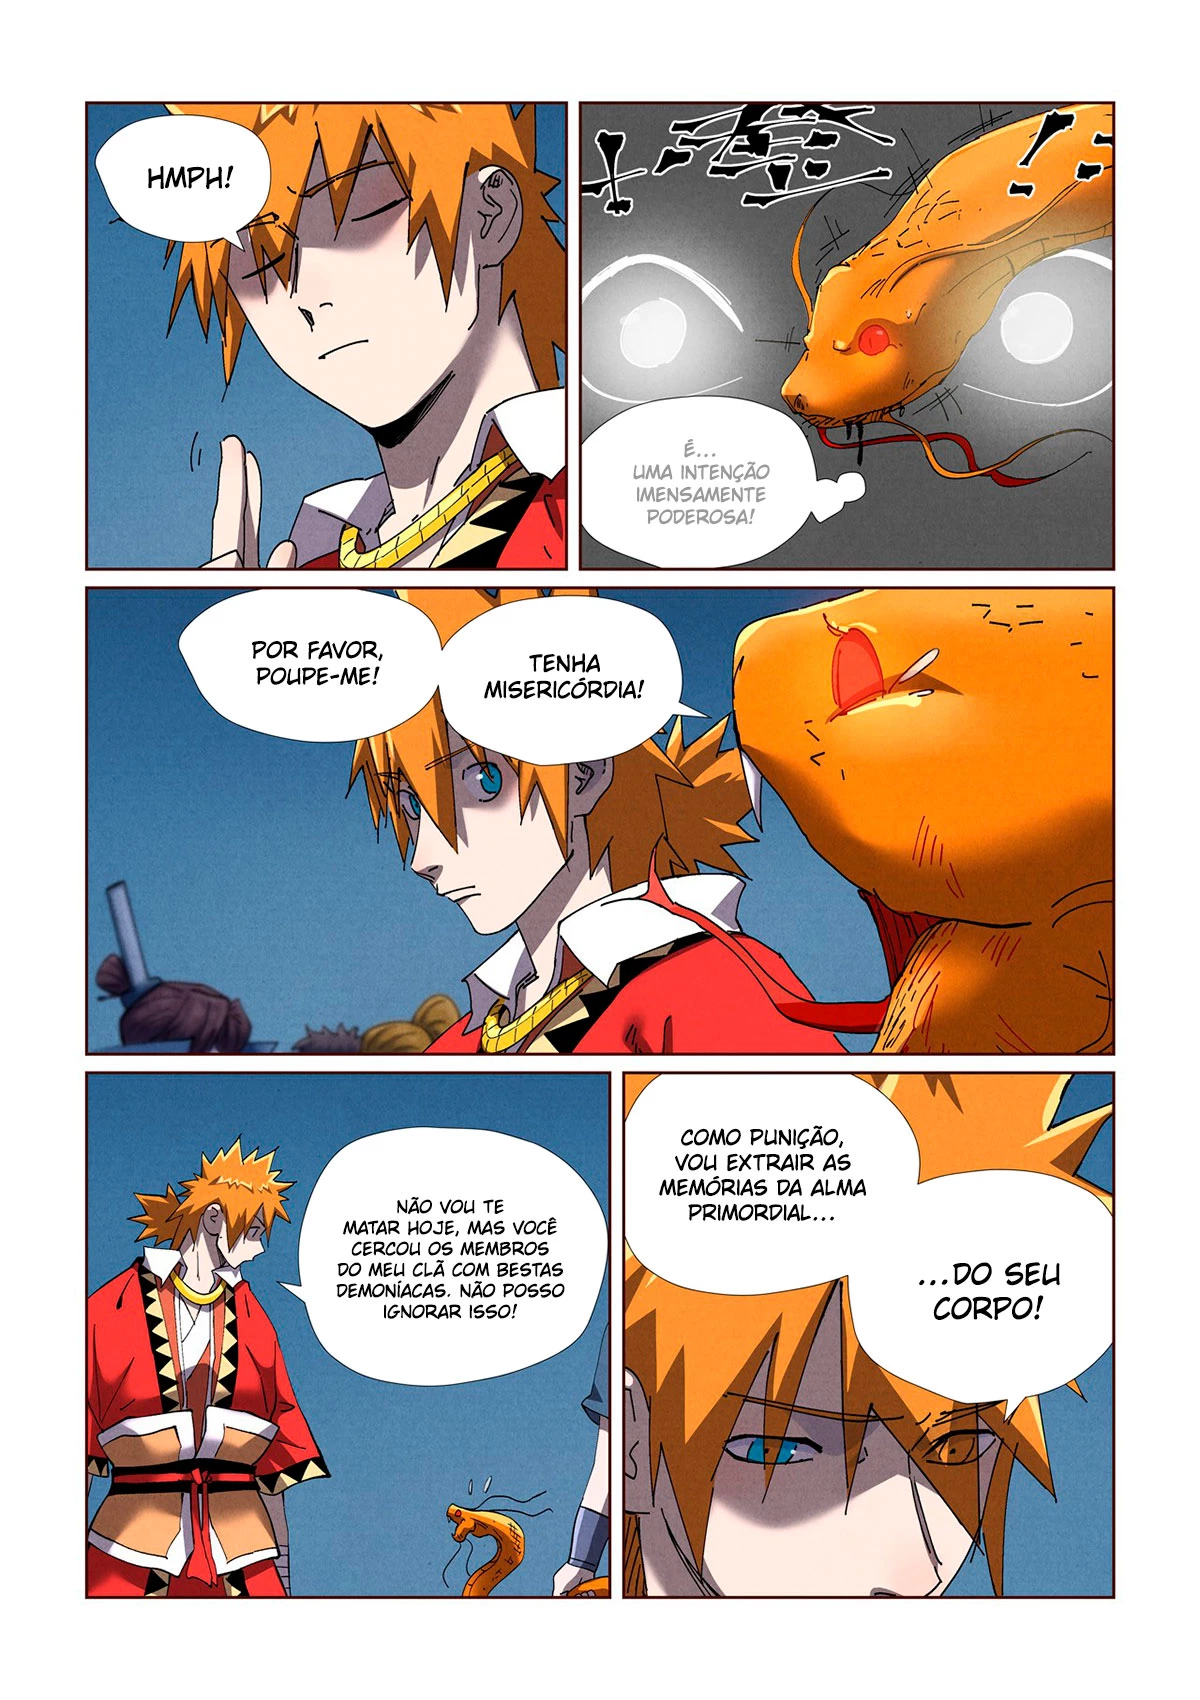 HMPH!
É...
UMA INTENÇÃO
IMENSAMENTE
PODEROSA!
POR FAVOR,
POUPE-ME!
TENHA
MISERICÓRDIA!
NÃO VOU TE
MATAR HOJE, MAS VOCÊ
CERCOU OS MEMBROS
DO MEU CLÃ COM BESTAS
DEMONÍACAS. NÃO POSSO
IGNORAR ISSO!
COMO PUNIÇÃO,
VOU EXTRAIR AS
MEMÓRIAS DA ALMA
PRIMORDIAL...
...DO SEU
CORPO!